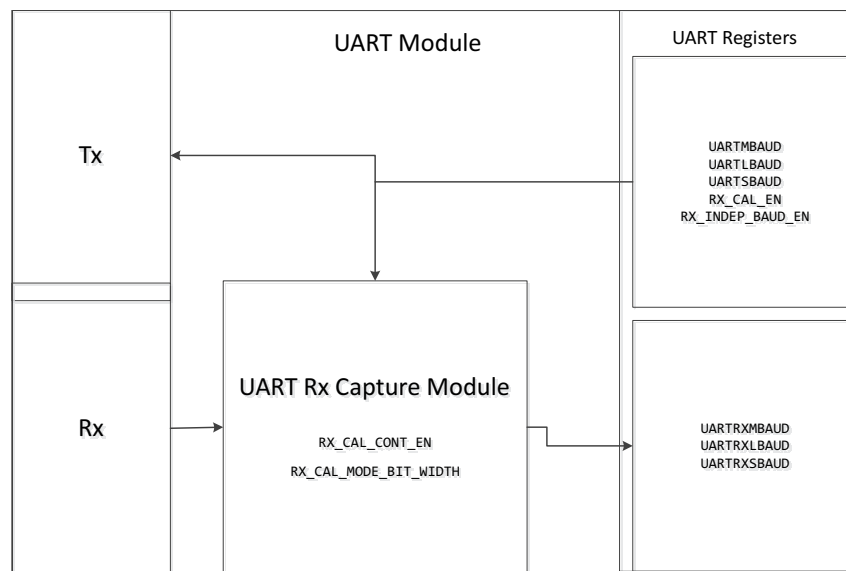 UART Module
UART Registers
Tx
UARTMBAUD
UARTLBAUD
UARTSBAUD
RX_CAL_EN
RX_INDEP_BAUD_EN
Rx
UART Rx Capture Module
RX_CAL_CONT_EN
RX_CAL_MODE_BIT_WIDTH
UARTRXMBAUD
UARTRXLBAUD
UARTRXSBAUD